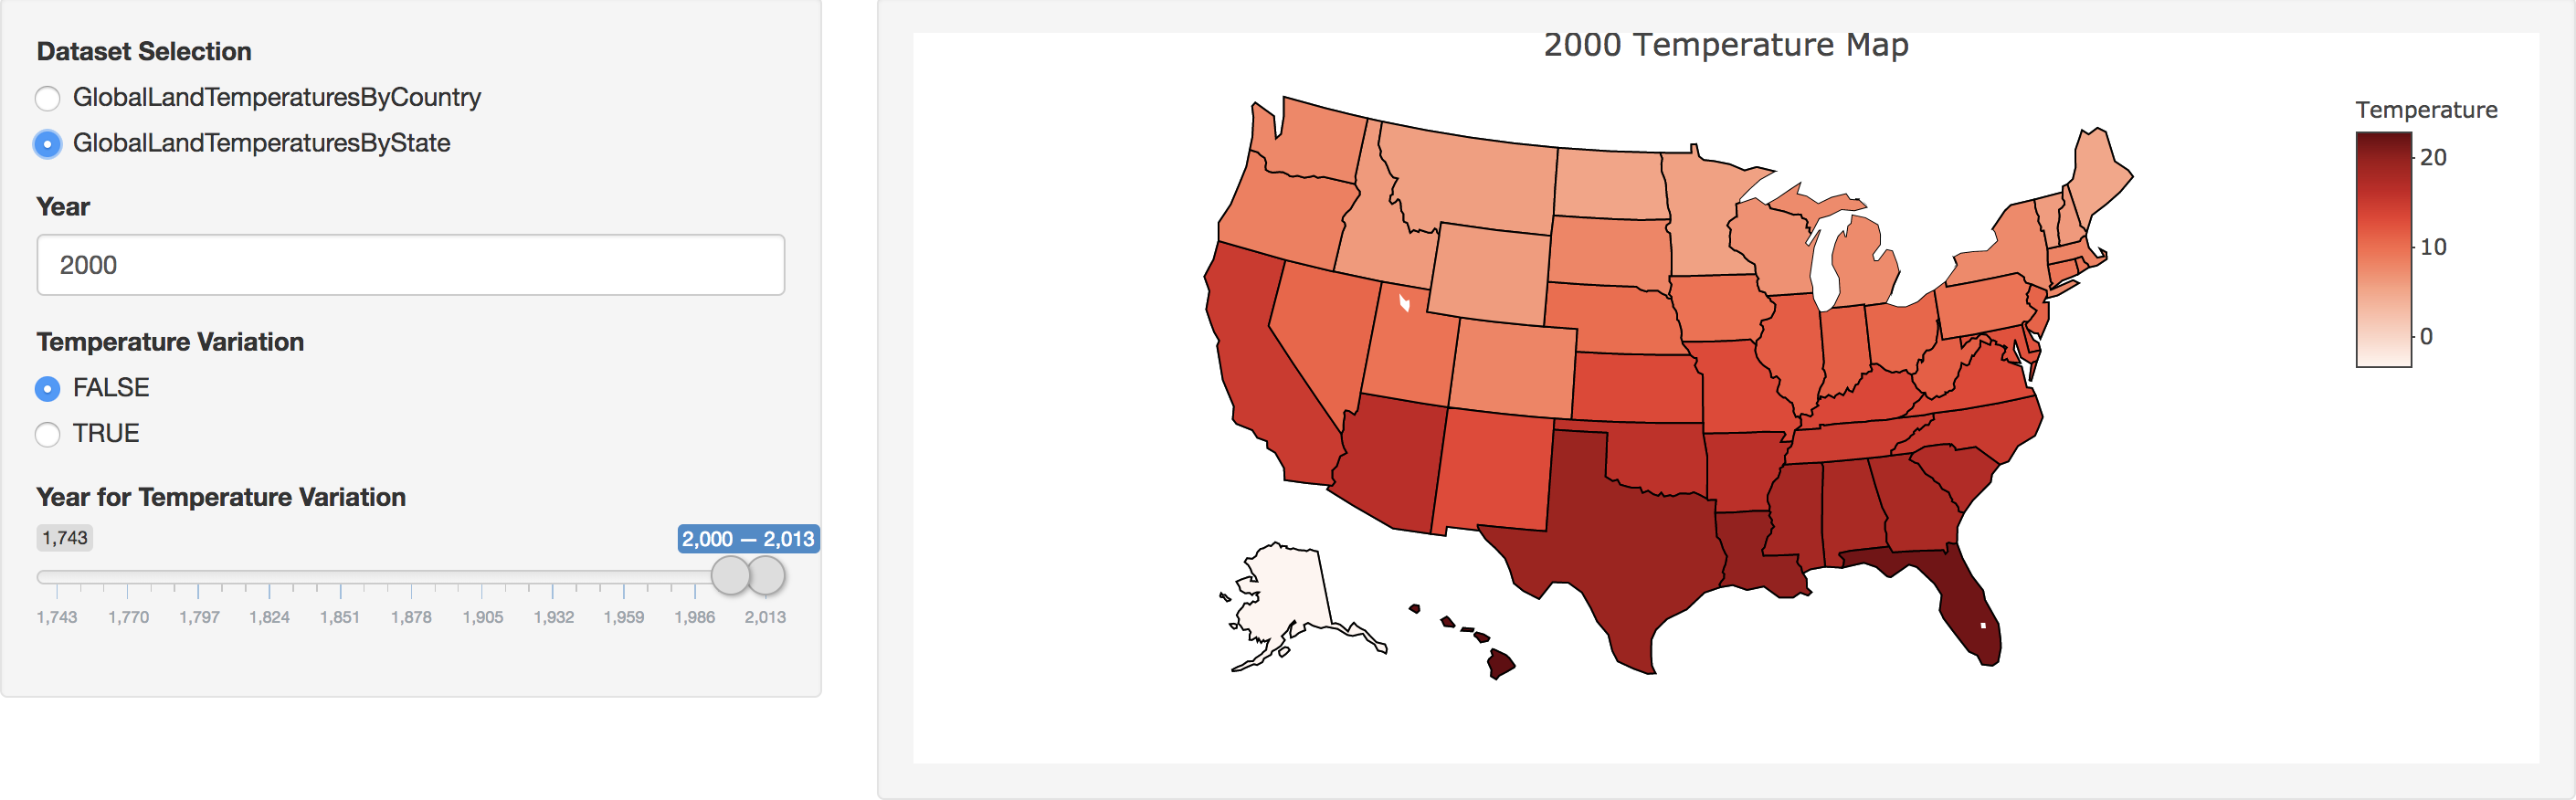 Dataset Selection
GlobalLandTemperaturesByCountry
GlobalLandTemperaturesByState
Year
2000
Temperature Variation
FALSE
TRUE
Year for Temperature Variation
1,743
2,000 — 2,013
1,743 1,770 1,797 1,824 1,851 1,878 1,905 1,932 1,959 1,986 2,013
2000 Temperature Map
Temperature
20
10
0